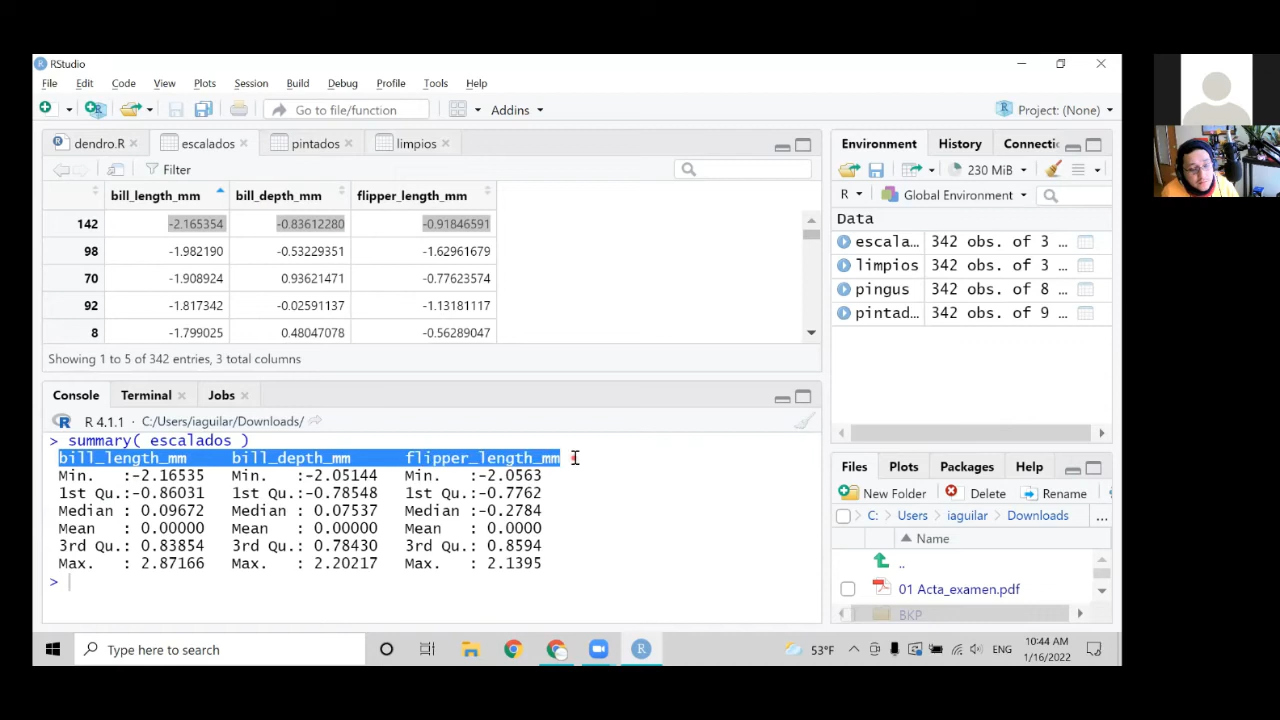 RStudio
File Edit Code View Plots Session Build Debug Profile Tools Help
Go to file/function Addins Project: (None)
dendro.R escalados pintados limpios
Filter
bill_length_mm bill_depth_mm flipper_length_mm
142 -2.165354 -0.83612280 -0.91846591
98 -1.982190 -0.53229351 -1.62961679
70 -1.908924 0.93621471 -0.77623574
92 -1.817342 -0.02591137 -1.13181117
8 -1.799025 0.48047078 -0.56289047
Showing 1 to 5 of 342 entries, 3 total columns
Console Terminal Jobs
R 4.1.1 C:/Users/iaguilar/Downloads/
> summary( escalados )
bill_length_mm bill_depth_mm flipper_length_mm
Min. :-2.16535 Min. :-2.05144 Min. :-2.0563
1st Qu.:-0.86031 1st Qu.:-0.78548 1st Qu.:-0.7762
Median : 0.09672 Median : 0.07537 Median :-0.2784
Mean : 0.00000 Mean : 0.00000 Mean : 0.0000
3rd Qu.: 0.83854 3rd Qu.: 0.78430 3rd Qu.: 0.8594
Max. : 2.87166 Max. : 2.20217 Max. : 2.1395
>
Environment History Connecti
230 MiB
R Global Environment
Data
escala… 342 obs. of 3 …
limpios 342 obs. of 3 …
pingus 342 obs. of 8 …
pintad… 342 obs. of 9 …
Files Plots Packages Help
New Folder Delete Rename
C: Users iaguilar Downloads ...
Name
..
01 Acta_examen.pdf
BKP
Type here to search
53°F ENG
10:44 AM
1/16/2022